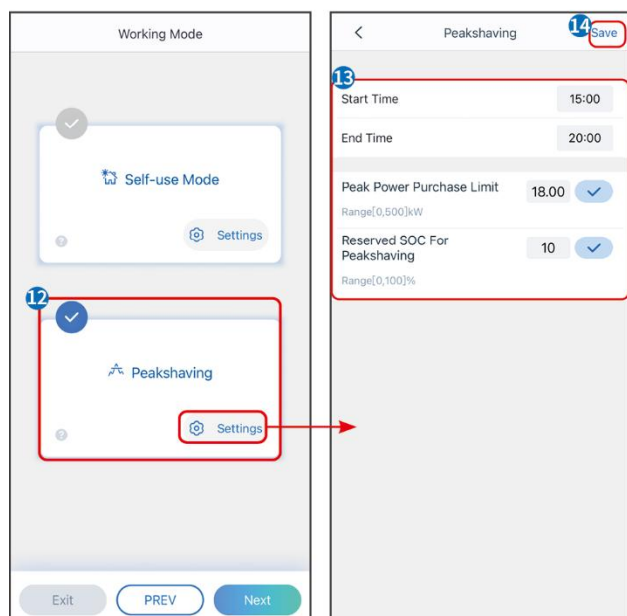 Working Mode
Self-use Mode
Settings
12
Peakshaving
Settings
Exit
PREV
Next
Peakshaving
14
Save
13
Start Time
15:00
End Time
20:00
Peak Power Purchase Limit
18.00
Range[0,500]kW
Reserved SOC For
Peakshaving
10
Range[0,100]%